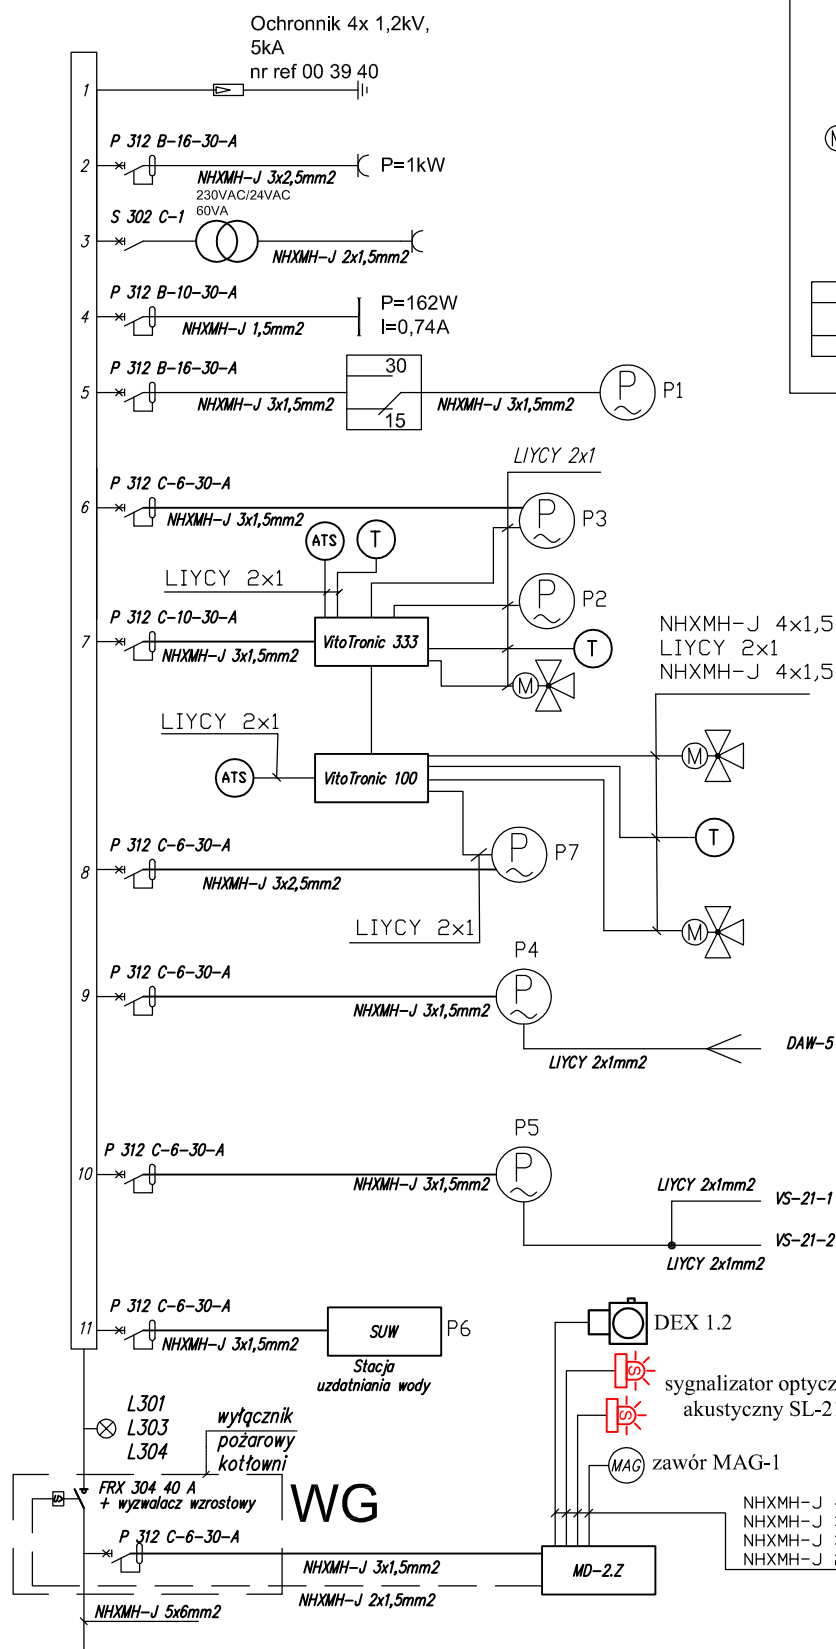 Ochronnik 4x 1,2kV,
5kA
nr ref 00 39 40
1
P 312 B-16-30-A
2
NHXMH-J 3x2,5mm2
P=1kW
230VAC/24VAC
60VA
S 302 C-1
3
NHXMH-J 2x1,5mm2
P 312 B-10-30-A
4
NHXMH-J 1,5mm2
P=162W
I=0,74A
P 312 B-16-30-A
5
NHXMH-J 3x1,5mm2
30
15
NHXMH-J 3x1,5mm2
P
P1
M
LIYCY 2x1
P 312 C-6-30-A
6
NHXMH-J 3x1,5mm2
P
P3
ATS
T
LIYCY 2x1
P
P2
P 312 C-10-30-A
7
NHXMH-J 3x1,5mm2
VitoTronic 333
T
M
NHXMH-J 4x1,5
LIYCY 2x1
NHXMH-J 4x1,5
LIYCY 2x1
ATS
VitoTronic 100
M
T
M
P 312 C-6-30-A
8
NHXMH-J 3x2,5mm2
P
P7
LIYCY 2x1
P4
P 312 C-6-30-A
9
NHXMH-J 3x1,5mm2
P
LIYCY 2x1mm2
DAW-5
P5
P 312 C-6-30-A
10
NHXMH-J 3x1,5mm2
P
LIYCY 2x1mm2
VS-21-1
VS-21-2
LIYCY 2x1mm2
P 312 C-6-30-A
11
NHXMH-J 3x1,5mm2
SUW
P6
Stacja
uzdatniania wody
DEX 1.2
S
S
sygnalizator optycz
akustyczny SL-2
MAG
zawór MAG-1
L301
L303
L304
wyłącznik
pożarowy
kotłowni
FRX 304 40 A
+ wyzwalacz wzrostowy
WG
P 312 C-6-30-A
NHXMH-J 3x1,5mm2
NHXMH-J 2x1,5mm2
MD-2.Z
NHXMH-J
NHXMH-J
NHXMH-J
NHXMH-J
NHXMH-J 5x6mm2